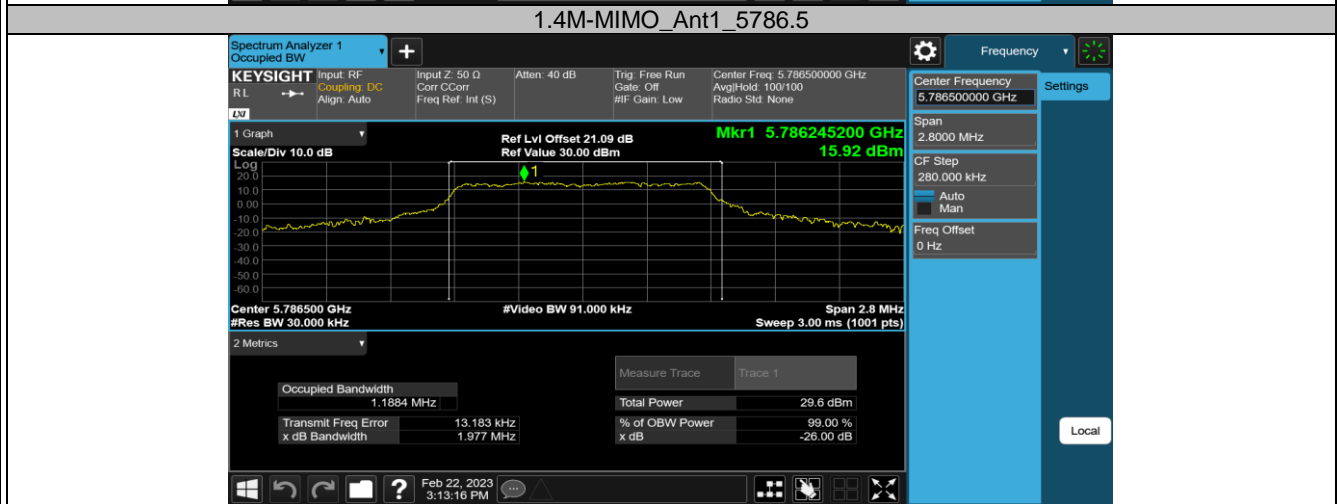 1.4M-MIMO_Ant1_5786.5
Spectrum Analyzer 1
Occupied BW
Frequency
KEYSIGHT Input: RF Input Z: 50 Ω Atten: 40 dB Trig: Free Run Center Freq: 5.786500000 GHz
RL Coupling: DC Corr CCorr Gate: Off Avg|Hold: 100/100
Align: Auto Freq Ref: Int (S) #IF Gain: Low Radio Std: None
LXI
Center Frequency
5.786500000 GHz
Settings
Span
2.8000 MHz
CF Step
280.000 kHz
Auto
Man
Freq Offset
0 Hz
1 Graph Ref Lvl Offset 21.09 dB Mkr1 5.786245200 GHz
Scale/Div 10.0 dB Ref Value 30.00 dBm 15.92 dBm
Log
1
20.0
10.0
0.00
-10.0
-20.0
-30.0
-40.0
-50.0
-60.0
Center 5.786500 GHz #Video BW 91.000 kHz Span 2.8 MHz
#Res BW 30.000 kHz Sweep 3.00 ms (1001 pts)
2 Metrics
Measure Trace Trace 1
Occupied Bandwidth
1.1884 MHz
Total Power 29.6 dBm
Transmit Freq Error 13.183 kHz % of OBW Power 99.00 %
x dB Bandwidth 1.977 MHz x dB -26.00 dB
Local
? Feb 22, 2023
3:13:16 PM